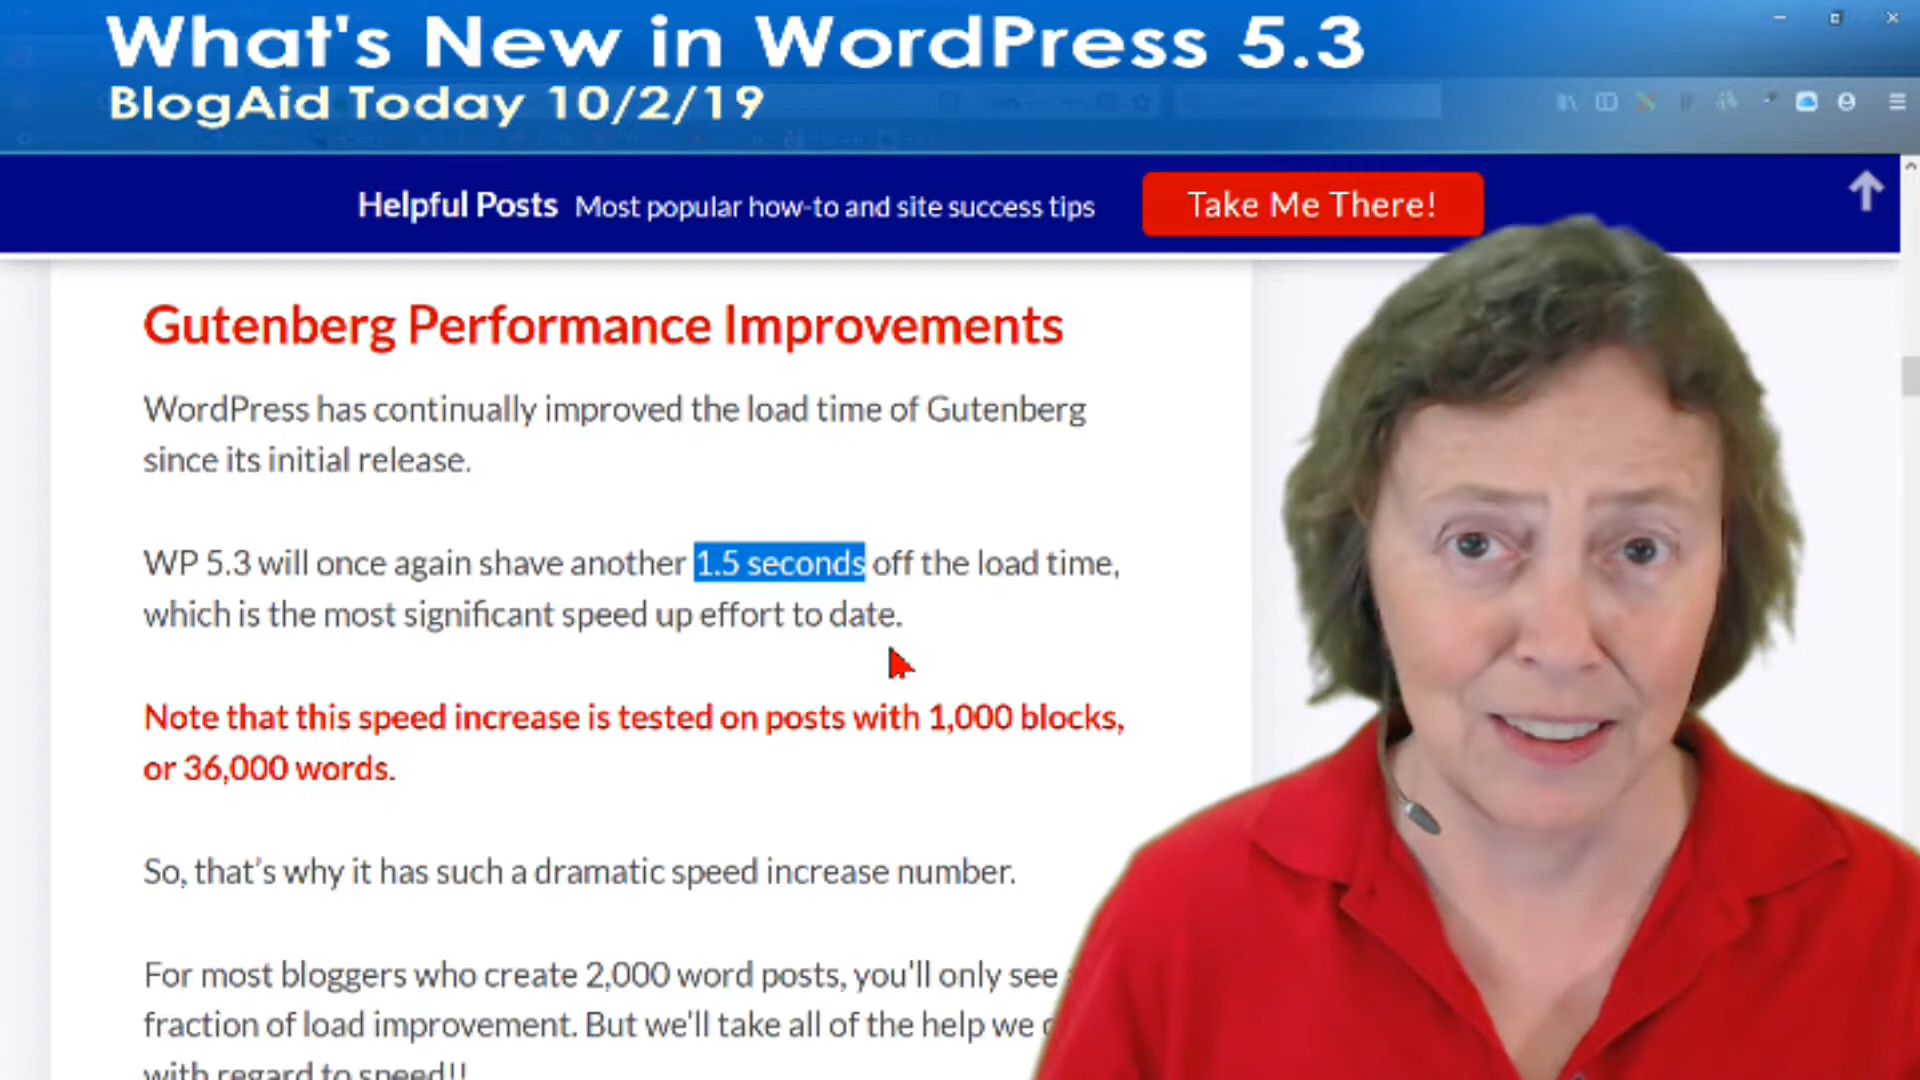 What's New in WordPress 5.3
BlogAid Today 10/2/19
Helpful Posts Most popular how-to and site success tips Take Me There!
Gutenberg Performance Improvements
WordPress has continually improved the load time of Gutenberg
since its initial release.
WP 5.3 will once again shave another 1.5 seconds off the load time,
which is the most significant speed up effort to date.
Note that this speed increase is tested on posts with 1,000 blocks,
or 36,000 words.
So, that's why it has such a dramatic speed increase number.
For most bloggers who create 2,000 word posts, you'll only see
fraction of load improvement. But we'll take all of the help we
with regard to speed!!